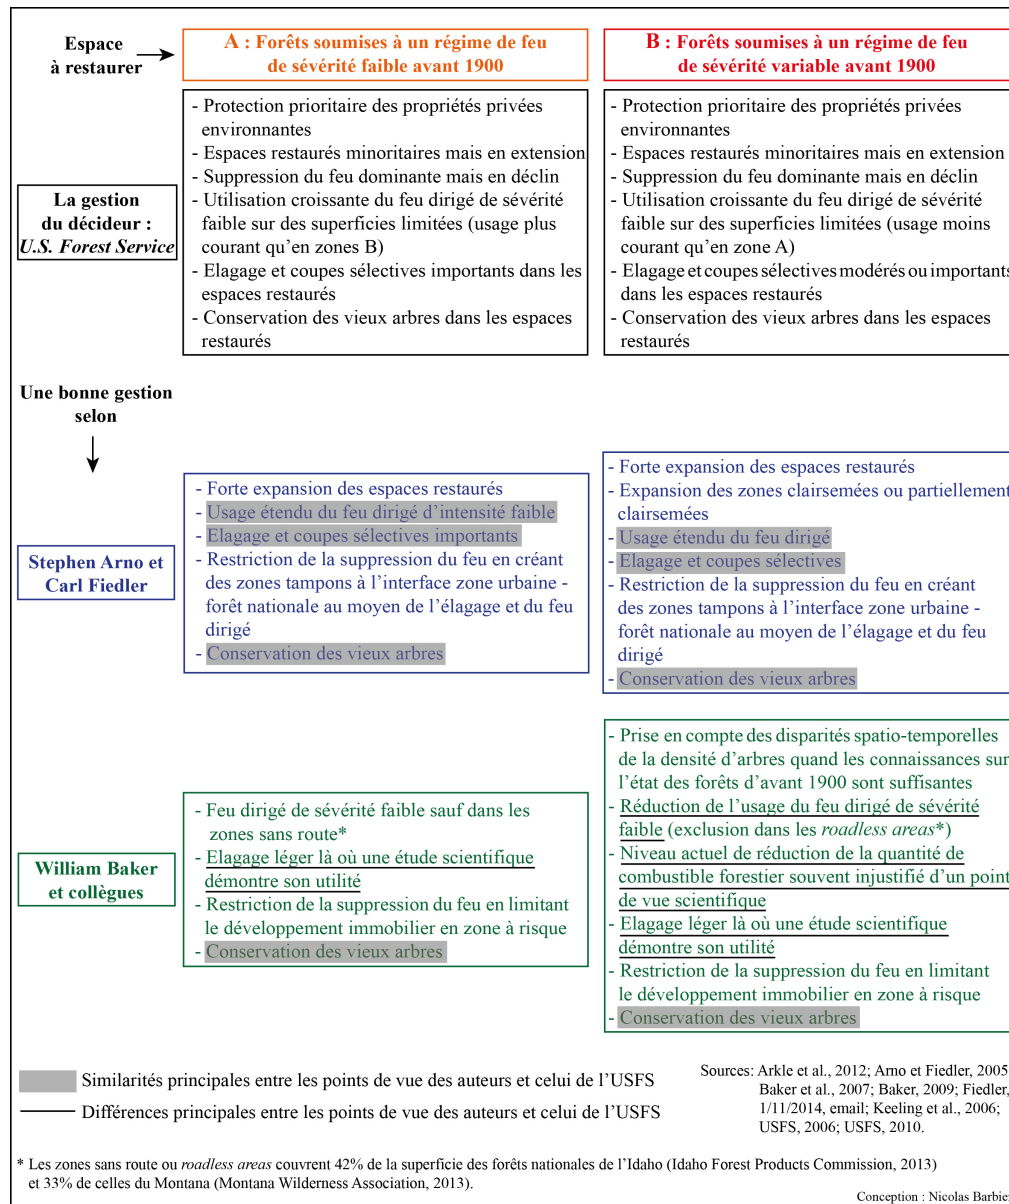 Espace
à restaurer
A : Forêts soumises à un régime de feu
de sévérité faible avant 1900
B : Forêts soumises à un régime de feu
de sévérité variable avant 1900
La gestion
du décideur :
U.S. Forest Service
- Protection prioritaire des propriétés privées
environnantes
- Espaces restaurés minoritaires mais en extension
- Suppression du feu dominante mais en déclin
- Utilisation croissante du feu dirigé de sévérité
faible sur des superficies limitées (usage plus
courant qu'en zones B)
- Elagage et coupes sélectives importants dans les
espaces restaurés
- Conservation des vieux arbres dans les espaces
restaurés
- Protection prioritaire des propriétés privées
environnantes
- Espaces restaurés minoritaires mais en extension
- Suppression du feu dominante mais en déclin
- Utilisation croissante du feu dirigé de sévérité
faible sur des superficies limitées (usage moins
courant qu'en zone A)
- Elagage et coupes sélectives modérés ou importants
dans les espaces restaurés
- Conservation des vieux arbres dans les espaces
restaurés
Une bonne gestion
selon
Stephen Arno et
Carl Fiedler
- Forte expansion des espaces restaurés
- Usage étendu du feu dirigé d'intensité faible
- Elagage et coupes sélectives importants
- Restriction de la suppression du feu en créant
des zones tampons à l'interface zone urbaine -
forêt nationale au moyen de l'élagage et du feu
dirigé
- Conservation des vieux arbres
- Forte expansion des espaces restaurés
- Expansion des zones clairsemées ou partiellement
clairsemées
- Usage étendu du feu dirigé
- Elagage et coupes sélectives
- Restriction de la suppression du feu en créant
des zones tampons à l'interface zone urbaine -
forêt nationale au moyen de l'élagage et du feu
dirigé
- Conservation des vieux arbres
William Baker
et collègues
- Feu dirigé de sévérité faible sauf dans les
zones sans route*
- Elagage léger là où une étude scientifique
démontre son utilité
- Restriction de la suppression du feu en limitant
le développement immobilier en zone à risque
- Conservation des vieux arbres
- Prise en compte des disparités spatio-temporelles
de la densité d'arbres quand les connaissances sur
l'état des forêts d'avant 1900 sont suffisantes
- Réduction de l'usage du feu dirigé de sévérité
faible (exclusion dans les roadless areas*)
- Niveau actuel de réduction de la quantité de
combustible forestier souvent injustifié d'un point
de vue scientifique
- Elagage léger là où une étude scientifique
démontre son utilité
- Restriction de la suppression du feu en limitant
le développement immobilier en zone à risque
- Conservation des vieux arbres
Similarités principales entre les points de vue des auteurs et celui de l'USFS
Différences principales entre les points de vue des auteurs et celui de l'USFS
Sources: Arkle et al., 2012; Arno et Fiedler, 2005
Baker et al., 2007; Baker, 2009; Fiedler,
1/11/2014, email; Keeling et al., 2006;
USFS, 2006; USFS, 2010.
* Les zones sans route ou roadless areas couvrent 42% de la superficie des forêts nationales de l'Idaho (Idaho Forest Products Commission, 2013)
et 33% de celles du Montana (Montana Wilderness Association, 2013).
Conception : Nicolas Barbier